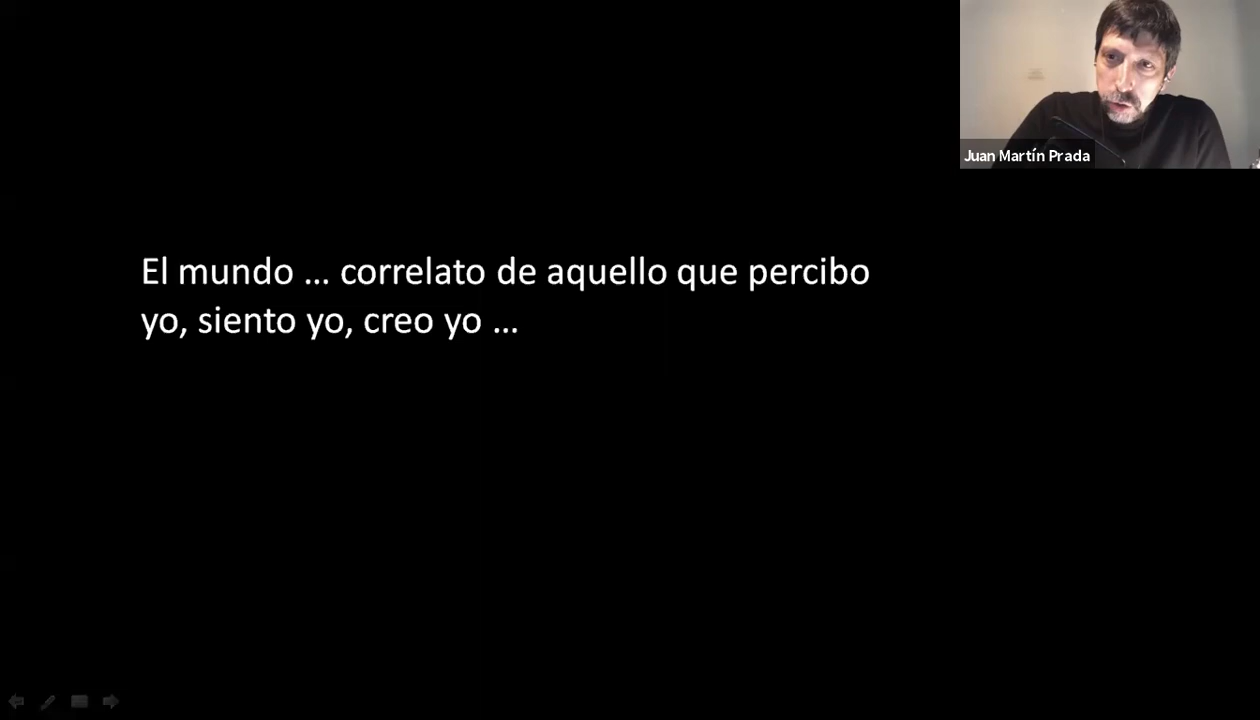 Juan Martín Prada
El mundo … correlato de aquello que percibo
yo, siento yo, creo yo …